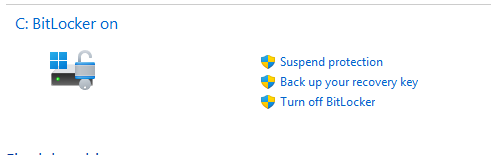 C: BitLocker on
Suspend protection
Back up your recovery key
Turn off BitLocker